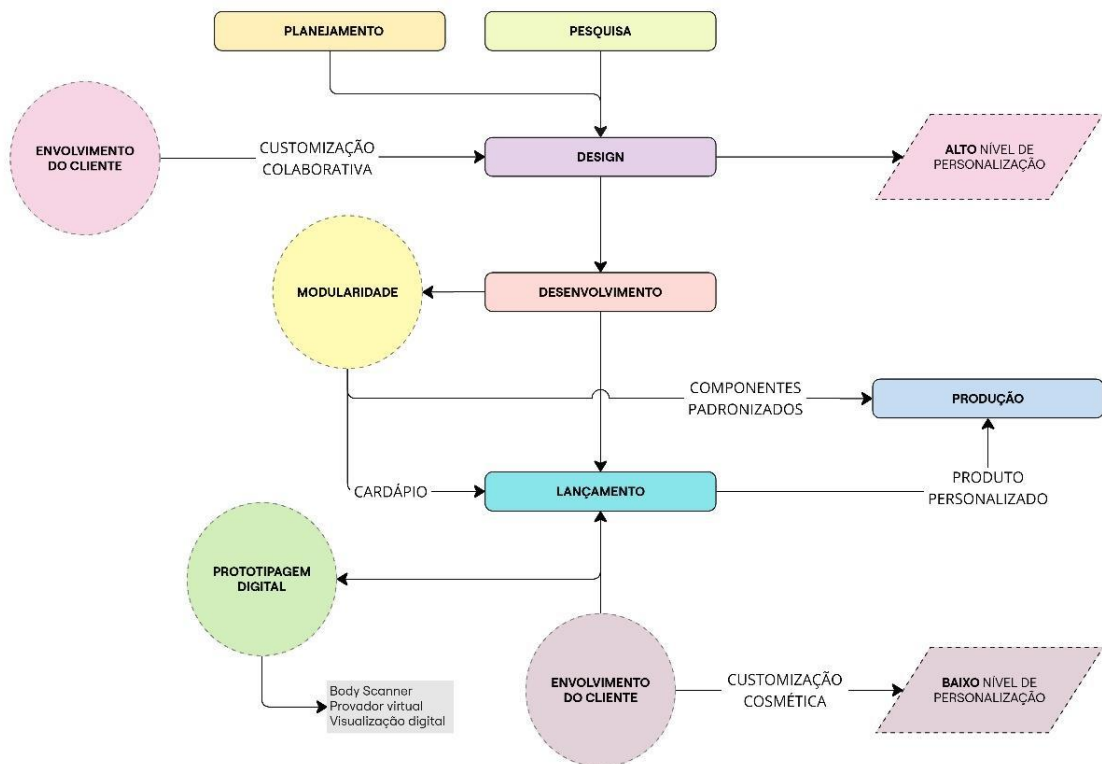 PLANEJAMENTO
PESQUISA
ENVOLVIMENTO
DO CLIENTE
CUSTOMIZAÇÃO
COLABORATIVA
DESIGN
ALTO NÍVEL DE
PERSONALIZAÇÃO
MODULARIDADE
DESENVOLVIMENTO
COMPONENTES
PADRONIZADOS
PRODUÇÃO
CARDÁPIO
LANÇAMENTO
PRODUTO
PERSONALIZADO
PROTOTIPAGEM
DIGITAL
ENVOLVIMENTO
DO CLIENTE
CUSTOMIZAÇÃO
COSMÉTICA
BAIXO NÍVEL DE
PERSONALIZAÇÃO
Body Scanner
Provador virtual
Visualização digital